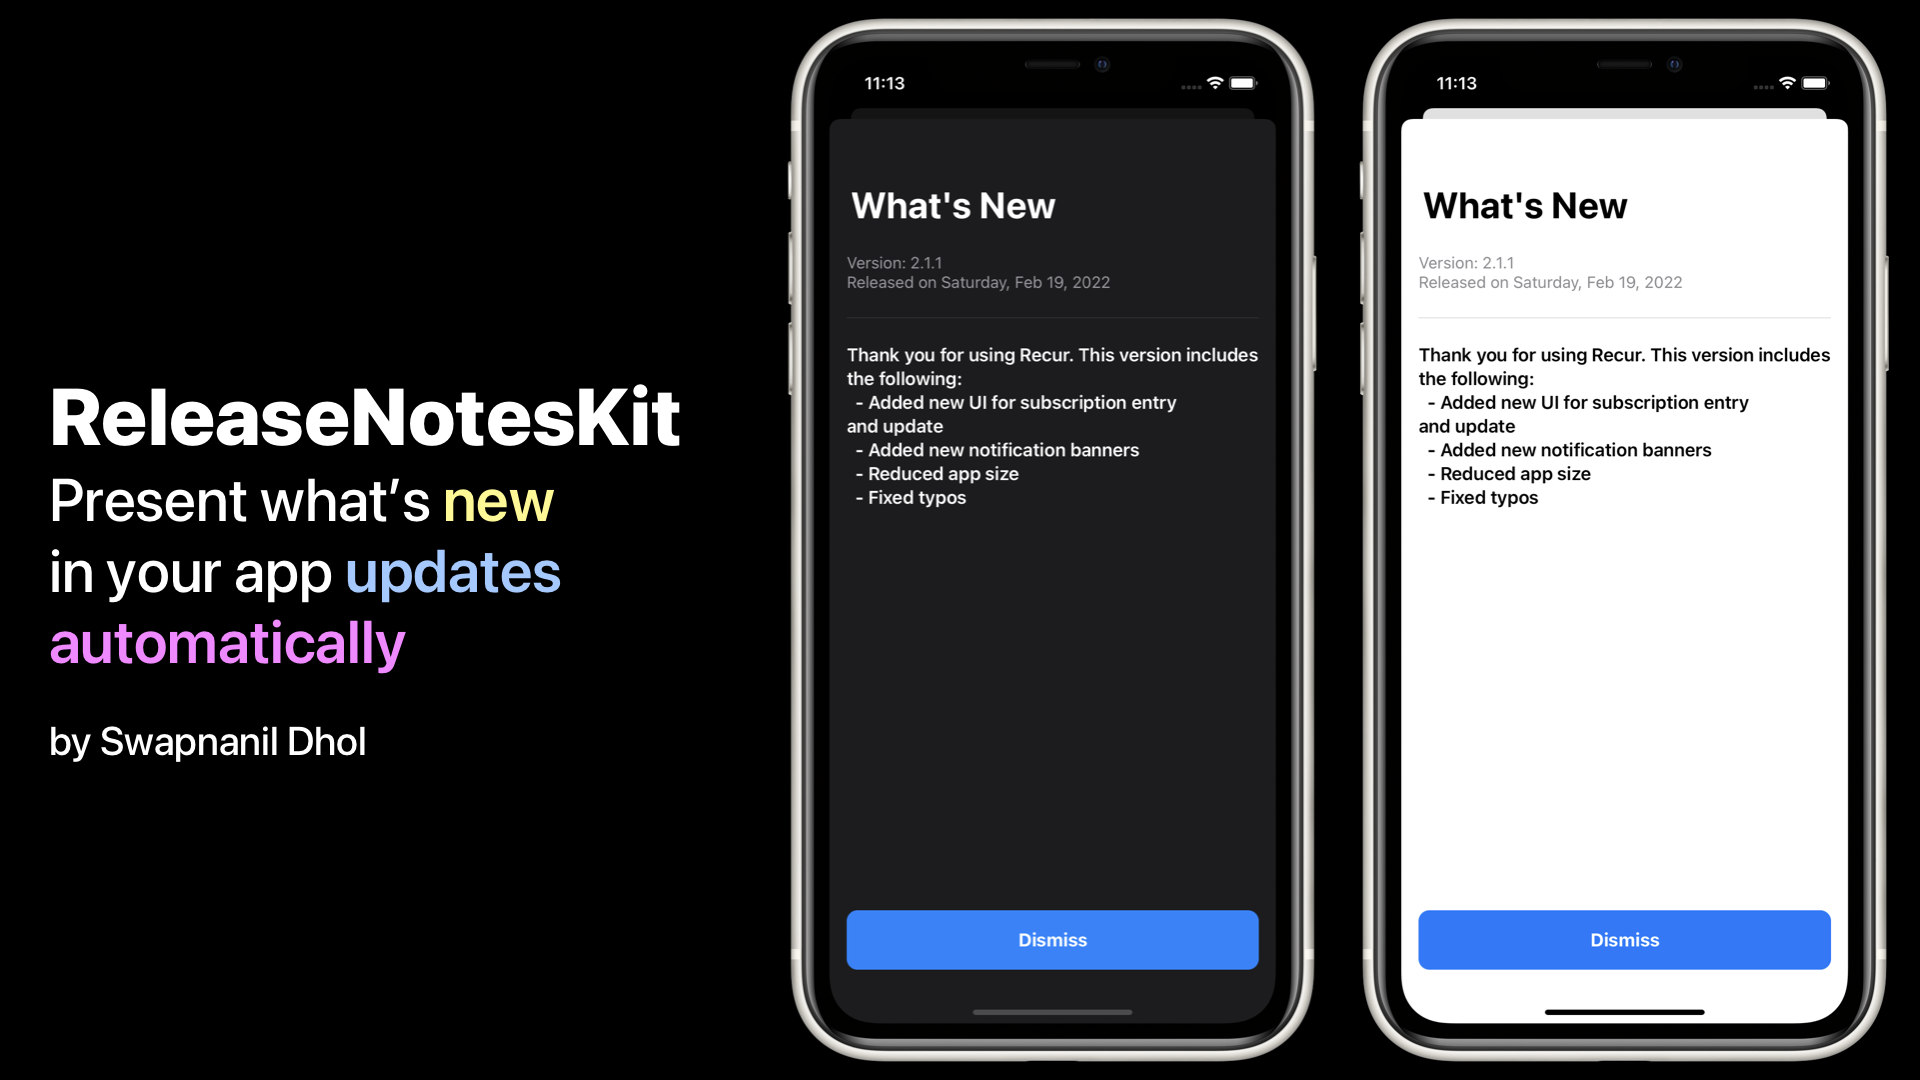 ReleaseNotesKit
Present what’s new
in your app updates
automatically
by Swapnanil Dhol
11:13
What's New
Version: 2.1.1
Released on Saturday, Feb 19, 2022
Thank you for using Recur. This version includes
the following:
- Added new UI for subscription entry
and update
- Added new notification banners
- Reduced app size
- Fixed typos
Dismiss
11:13
What's New
Version: 2.1.1
Released on Saturday, Feb 19, 2022
Thank you for using Recur. This version includes
the following:
- Added new UI for subscription entry
and update
- Added new notification banners
- Reduced app size
- Fixed typos
Dismiss